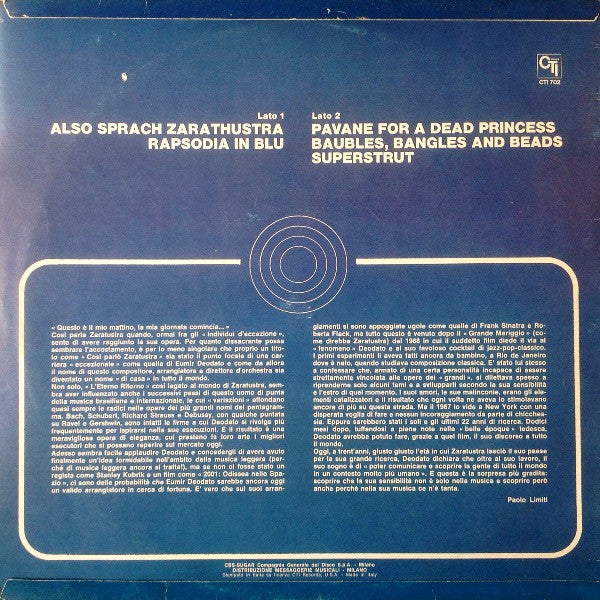 CTI
CTI 702
Lato 1
ALSO SPRACH ZARATHUSTRA
RAPSODIA IN BLU
Lato 2
PAVANE FOR A DEAD PRINCESS
BAUBLES, BANGLES AND BEADS
SUPERSTRUT
« Questo è il mio mattino, la mia giornata comincia... »
Così parla Zaratustra quando, ormai fra gli « individui d'eccezione »,
sente di avere raggiunto la sua opera. Per quanto dissacrante possa
sembrare l'accostamento, è per lo meno singolare che proprio un tito-
lo come « Così parlò Zaratustra » sia stato il punto focale di una car-
riera « eccezionale » come quella di Eumir Deodato e come da allora
il nome di questo compositore, arrangiatore e direttore d'orchestra sia
diventato un nome « di casa » in tutto il mondo.
Non solo, « L'Eterno Ritorno » così legato al mondo di Zaratustra, sem-
bra aver influenzato anche i successivi passi di questo uomo di punta
della musica brasiliana e internazionale, le cui « verizioni » affondano
quasi sempre le radici nelle opere dei più grandi nomi del pentagram-
ma. Bach, Schubert, Richard Strauss e Debussy, con qualche puntata
su Ravel e Gershwin, sono infatti le firme a cui Deodato si rivolge più
frequentemente per ispirarsi nelle sue esecuzioni. E il risultato è una
meravigliosa opera di eleganza, cui prestano la loro arte i migliori
esecutori che si possano reperire sul mercato oggi.
Adesso sembra facile applaudire Deodato e concedergli di avere avuto
finalmente un'idea formidabile nell'ambito della musica leggera (per-
ché di musica leggera ancora si tratta!), ma se non ci fosse stato un
regista come Stanley Kubrik e un film come « 2001: Odissea nello Spa-
zio », ci sono delle probabilità che Eumir Deodato sarebbe ancora oggi
un valido arrangiatore in cerca di fortuna. E' vero che sui suoi arran-
giamenti si sono appoggiate ugole come quella di Frank Sinatra e Ro-
berta Flack, ma tutto questo è venuto dopo il « Grande Meriggio » (co-
me direbbe Zaratustra) del 1968 in cui il suddetto film diede il via al
« fenomeno » Deodato e al suo favoloso cocktail di jazz-pop-classico.
I primi esperimenti li aveva fatti ancora da bambino, a Rio de Janeiro
dove è nato, quando studiava composizione classica. E' stato lui stesso
a confessare che, armato di una certa personalità incapace di essere
strettamente vincolata alle opere dei « grandi », si dilettava spesso a
riprenderne solo alcuni temi e a svilupparli secondo la sua sensibilità
e l'estro di quel momento. I suoi amori, le sue malinconie, erano gli ele-
menti catalizzatori e il risultato che ogni volta ne aveva lo stimolavano
ancora di più su questa strada. Ma il 1967 lo vide a New York con una
disperata voglia di fare e nessun incoraggiamento da parte di chicches-
sia. Eppure sarebbero stati i soli e gli ultimi 22 anni di ricerca. Dodici
mesi dopo, tuffandosi a piene note nella « belle époque » tedesca,
Deodato avrebbe potuto fare, grazie a quel film, il suo discorso a tutto
il mondo.
Oggi, a trent'anni, giusto giusto l'età in cui Zaratustra lasciò il suo paese
per la sua grande ricerca, Deodato dichiara che oltre al suo lavoro, il
suo sogno è di « poter comunicare e scoprire le gente di tutto il mondo
in un contesto molto più umano ». E questa è la sorpresa più gradita:
scoprire che la sua sensibilità non è solo nella musica e scoprire però
anche perché nella sua musica ce n'è tanta.
Paolo Limiti
CBS-SUGAR Compagnia Generale del Disco S.p.A. - Milano
DISTRIBUZIONE MESSAGGERIE MUSICALI - MILANO
Stampato in Italia su licenza CTI Records, U.S.A. - Made in Italy